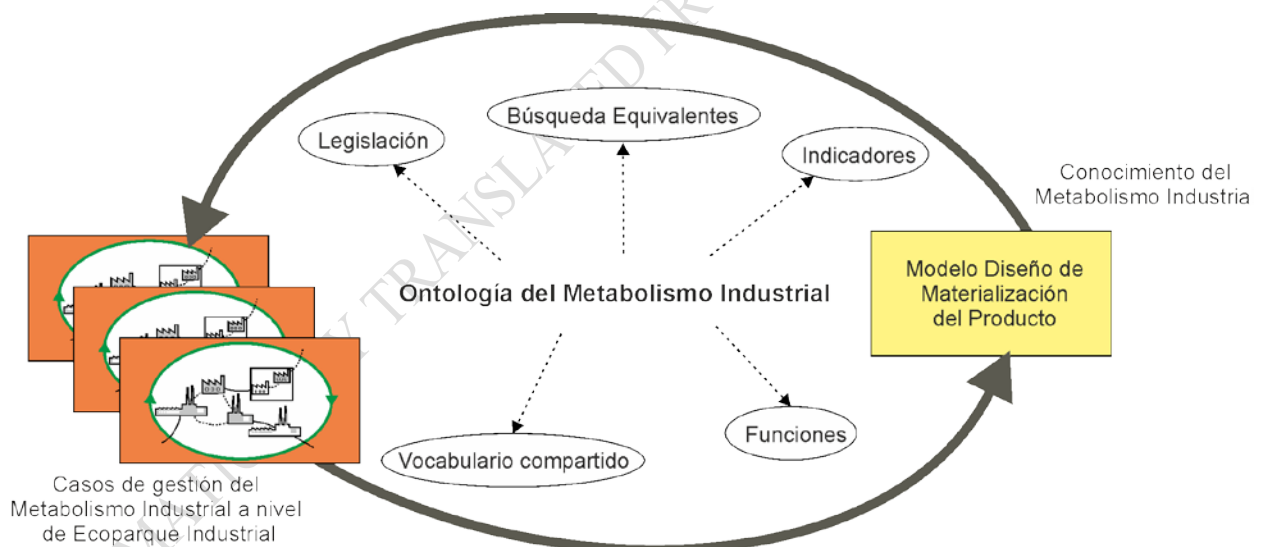 Búsqueda Equivalentes
Legislación
Indicadores
Conocimiento del
Metabolismo Industria
Ontología del Metabolismo Industrial
Modelo Diseño de
Materialización
del Producto
Funciones
Vocabulario compartido
Casos de gestión del
Metabolismo Industrial a nivel
de Ecoparque Industrial